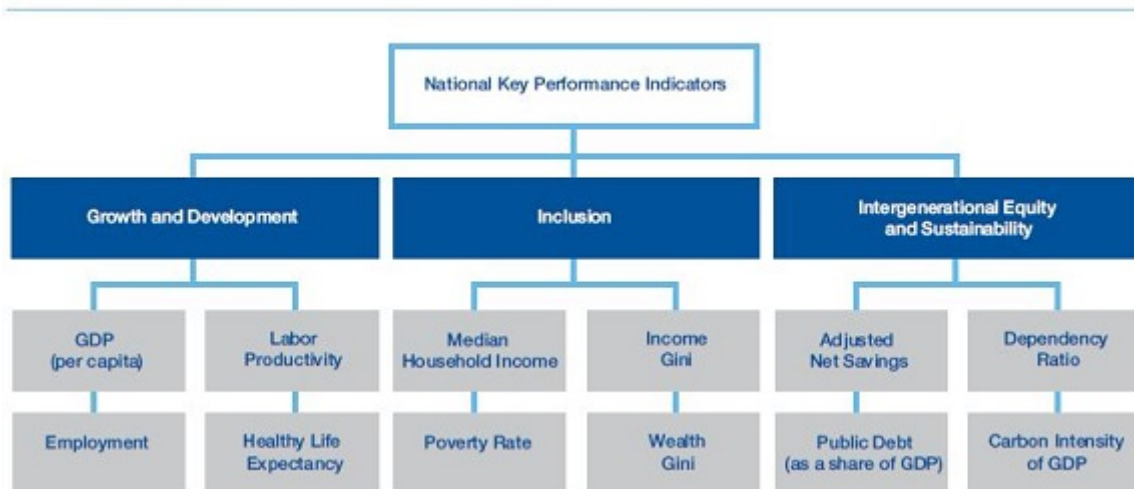 National Key Performance Indicators
Growth and Development
Inclusion
Intergenerational Equity
and Sustainability
GDP
(per capita)
Labor
Productivity
Median
Household Income
Income
Gini
Adjusted
Net Savings
Dependency
Ratio
Employment
Healthy Life
Expectancy
Poverty Rate
Wealth
Gini
Public Debt
(as a share of GDP)
Carbon Intensity
of GDP